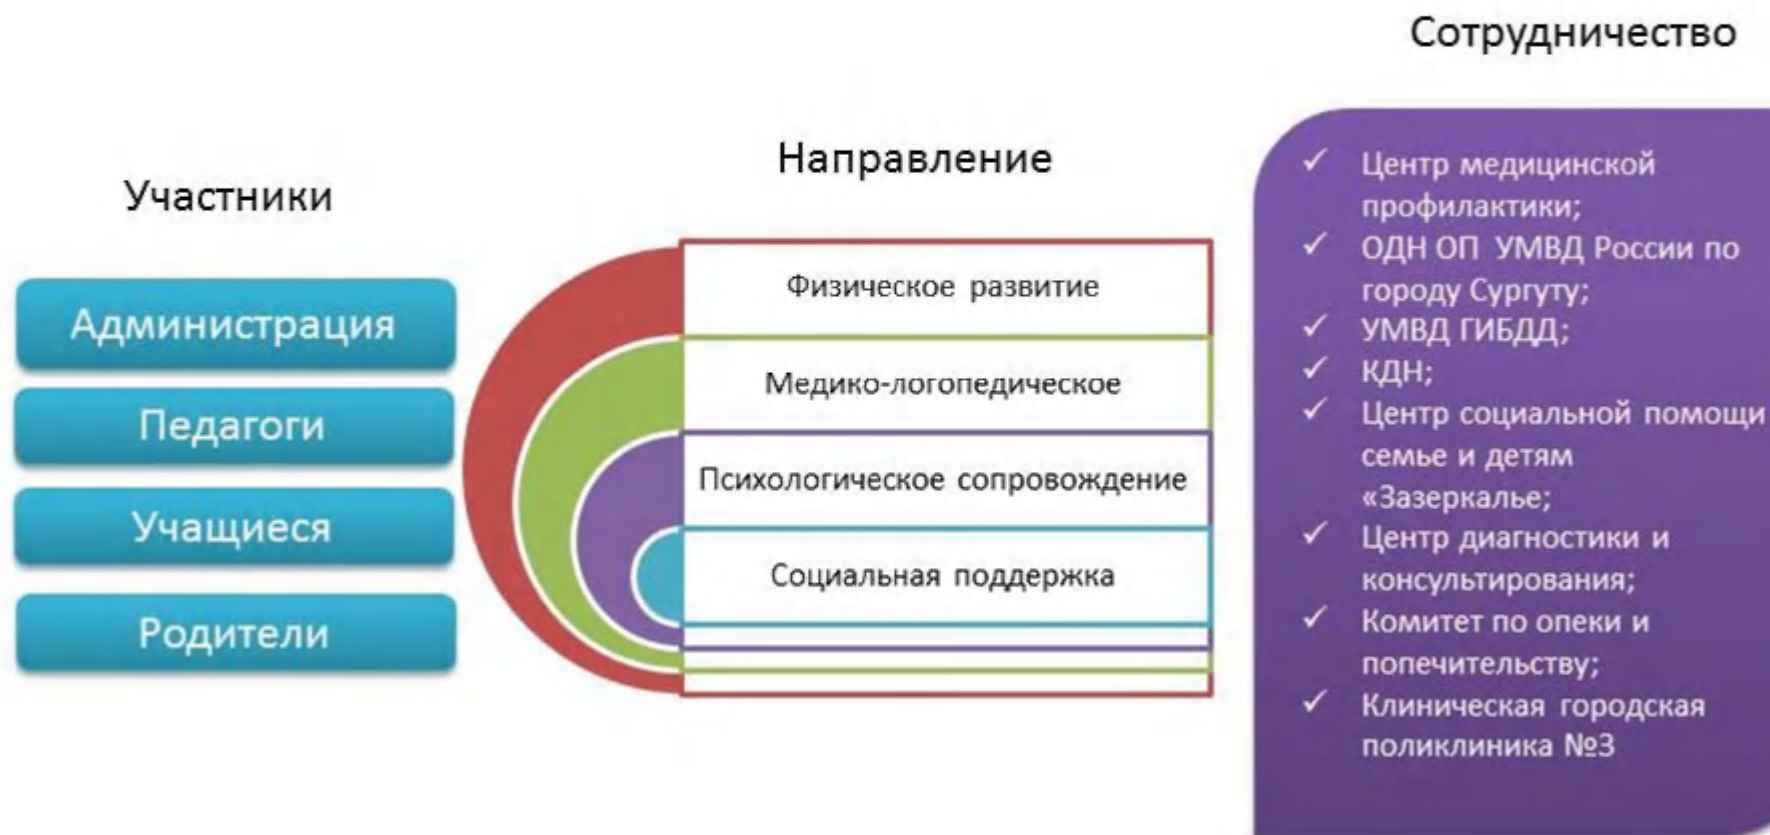 Участники
Администрация
Педагоги
Учащиеся
Родители
Направление
Физическое развитие
Медико-логопедическое
Психологическое сопровождение
Социальная поддержка
Сотрудничество
✓ Центр медицинской
профилактики;
✓ ОДН ОП УМВД России по
городу Сургуту;
✓ УМВД ГИБДД;
✓ КДН;
✓ Центр социальной помощи
семье и детям
«Зазеркалье;
✓ Центр диагностики и
консультирования;
✓ Комитет по опеки и
попечительству;
✓ Клиническая городская
поликлиника №3